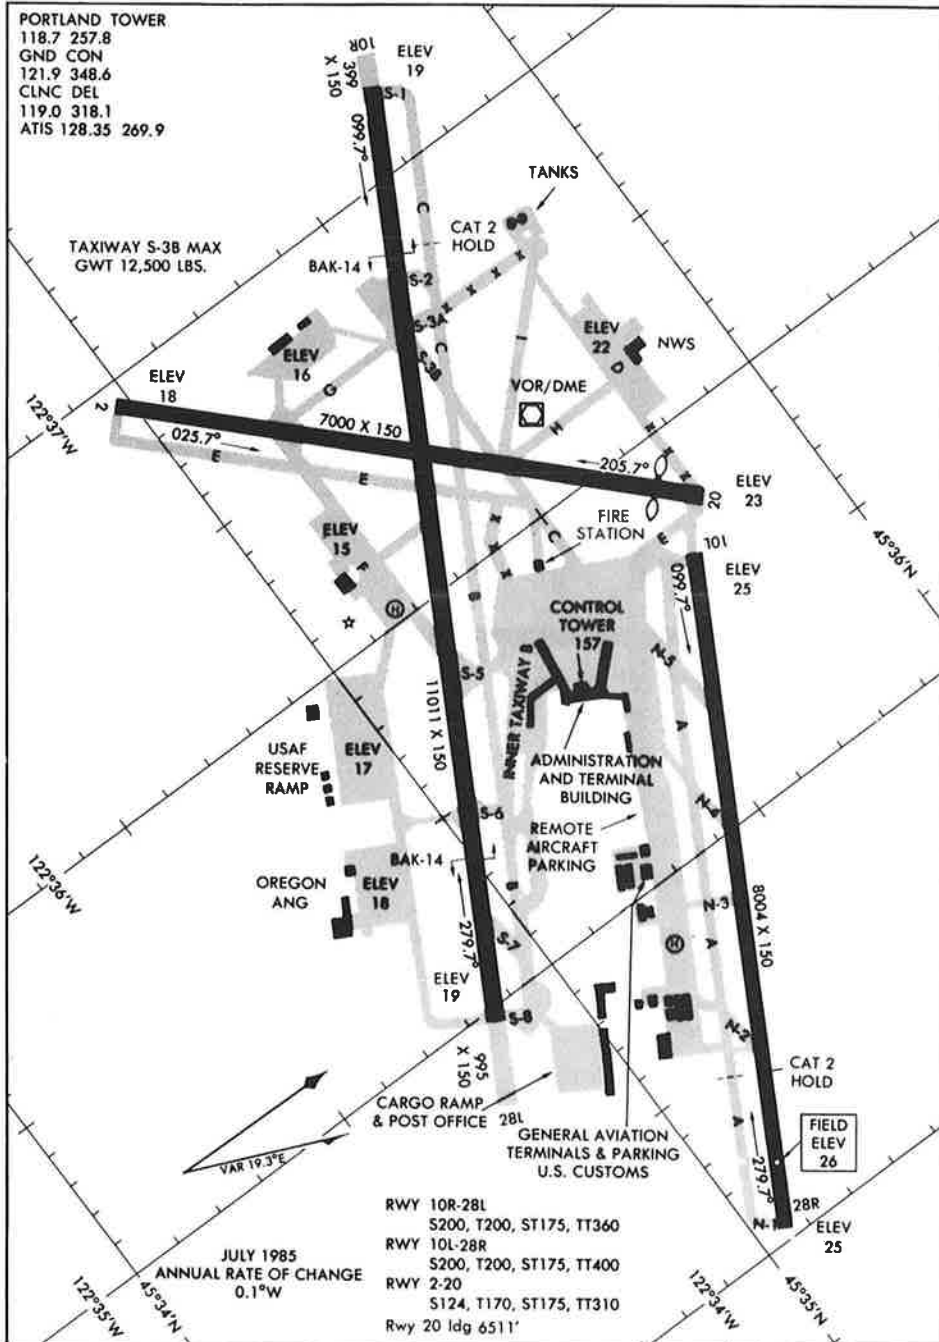 PORTLAND TOWER
118.7 257.8
GND CON
121.9 348.6
CLNC DEL
119.0 318.1
ATIS 128.35 269.9
10R
399
X 150
ELEV
19
S-1
099.7°
C
TANKS
CAT 2
HOLD
TAXIWAY S-3B MAX
GWT 12,500 LBS.
BAK-14
S-2
X X X X
S-3A
C
S-3B
I
ELEV
22
D
NWS
ELEV
16
G
VOR/DME
122°37'W
ELEV
18
2
7000 X 150
025.7°
E
E
H
205.7°
X X X
20
ELEV
23
45°36'N
FIRE
STATION
X X X
C
E
10L
ELEV
25
ELEV
15
F
H
B
099.7°
CONTROL
TOWER
157
N-5
S-5
11011 X 150
INNER TAXIWAY B
A
USAF
RESERVE
RAMP
ELEV
17
ADMINISTRATION
AND TERMINAL
BUILDING
S-6
N-4
REMOTE
AIRCRAFT
PARKING
BAK-14
122°36'W
OREGON
ANG
ELEV
18
B
279.7°
S-7
N-3
A
8004 X 150
H
ELEV
19
S-8
N-2
995
X 150
28L
CARGO RAMP
& POST OFFICE
CAT 2
HOLD
A
GENERAL AVIATION
TERMINALS & PARKING
U.S. CUSTOMS
FIELD
ELEV
26
VAR 19.3°E
279.7°
28R
N-1
ELEV
25
RWY 10R-28L
S200, T200, ST175, TT360
RWY 10L-28R
S200, T200, ST175, TT400
RWY 2-20
S124, T170, ST175, TT310
Rwy 20 ldg 6511'
JULY 1985
ANNUAL RATE OF CHANGE
0.1°W
122°35'W
45°34'N
122°34'W
45°35'N